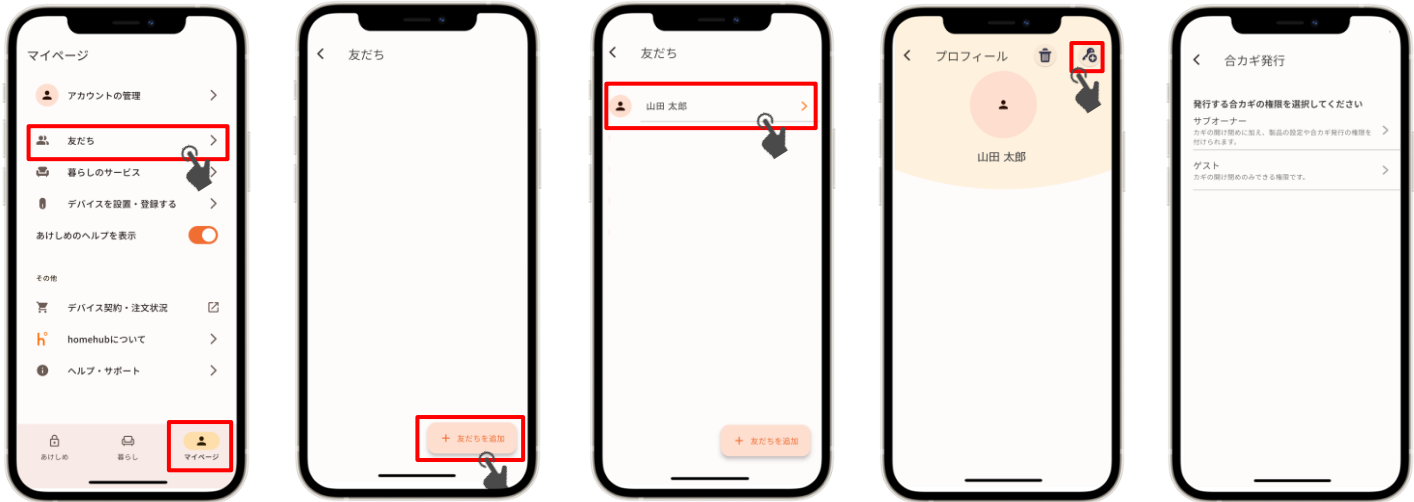 マイページ
アカウントの管理
友だち
暮らしのサービス
デバイスを設置・登録する
あけしめのヘルプを表示
その他
デバイス契約・注文状況
homehubについて
ヘルプ・サポート
あけしめ
暮らし
マイページ
友だち
+ 友だちを追加
友だち
山田 太郎
+ 友だちを追加
プロフィール
山田 太郎
合カギ発行
発行する合カギの権限を選択してください
サブオーナー
カギの開け閉めに加え、製品の設定や合カギ発行の権限を
付けられます。
ゲスト
カギの開け閉めのみできる権限です。